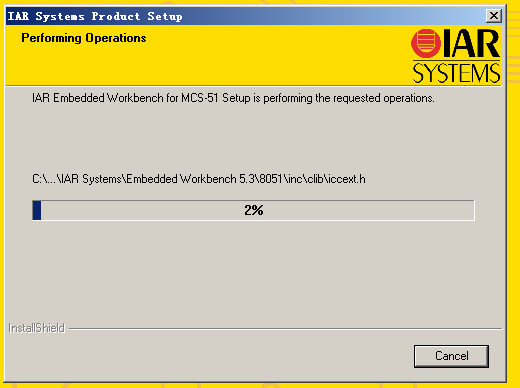 IAR Systems Product Setup
Performing Operations
IAR
SYSTEMS
IAR Embedded Workbench for MCS-51 Setup is performing the requested operations.
C:\...\IAR Systems\Embedded Workbench 5.3\8051\inc\clib\iccext.h
2%
InstallShield
Cancel